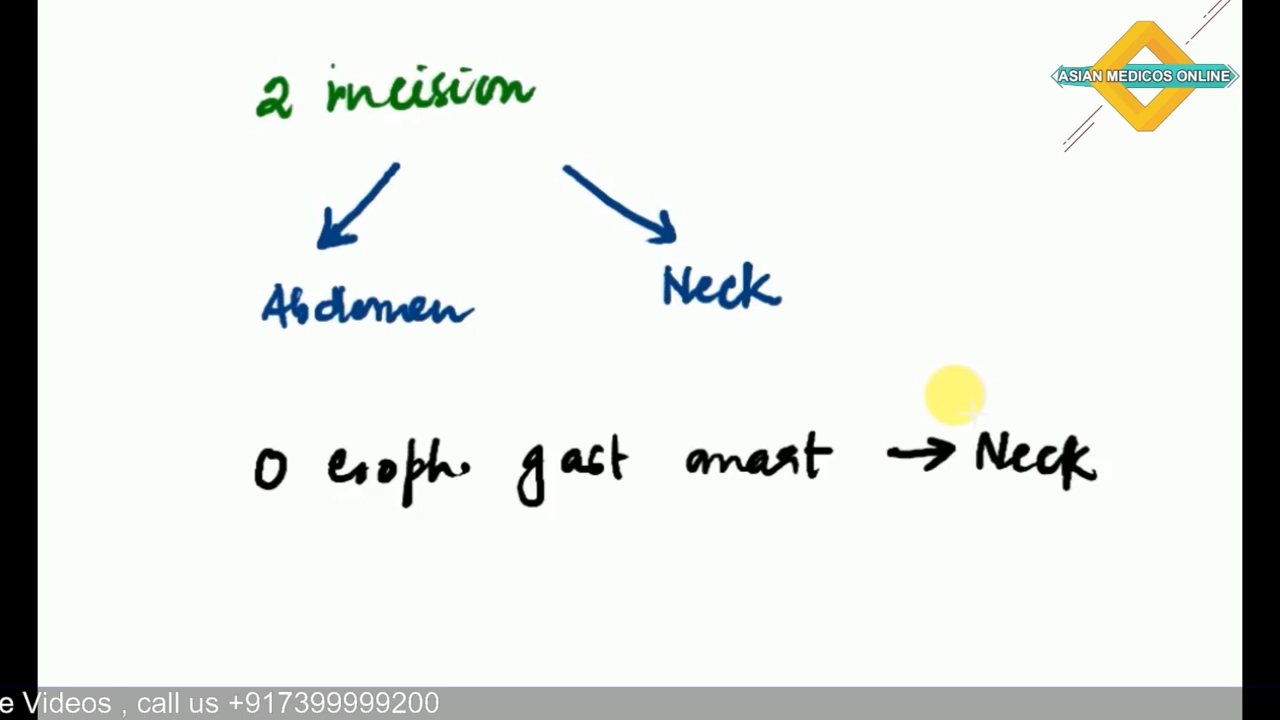 ASIAN MEDICOS ONLINE
2 incision
Abdomen Neck
O esoph. gast anast → Neck
e Videos , call us +917399999200